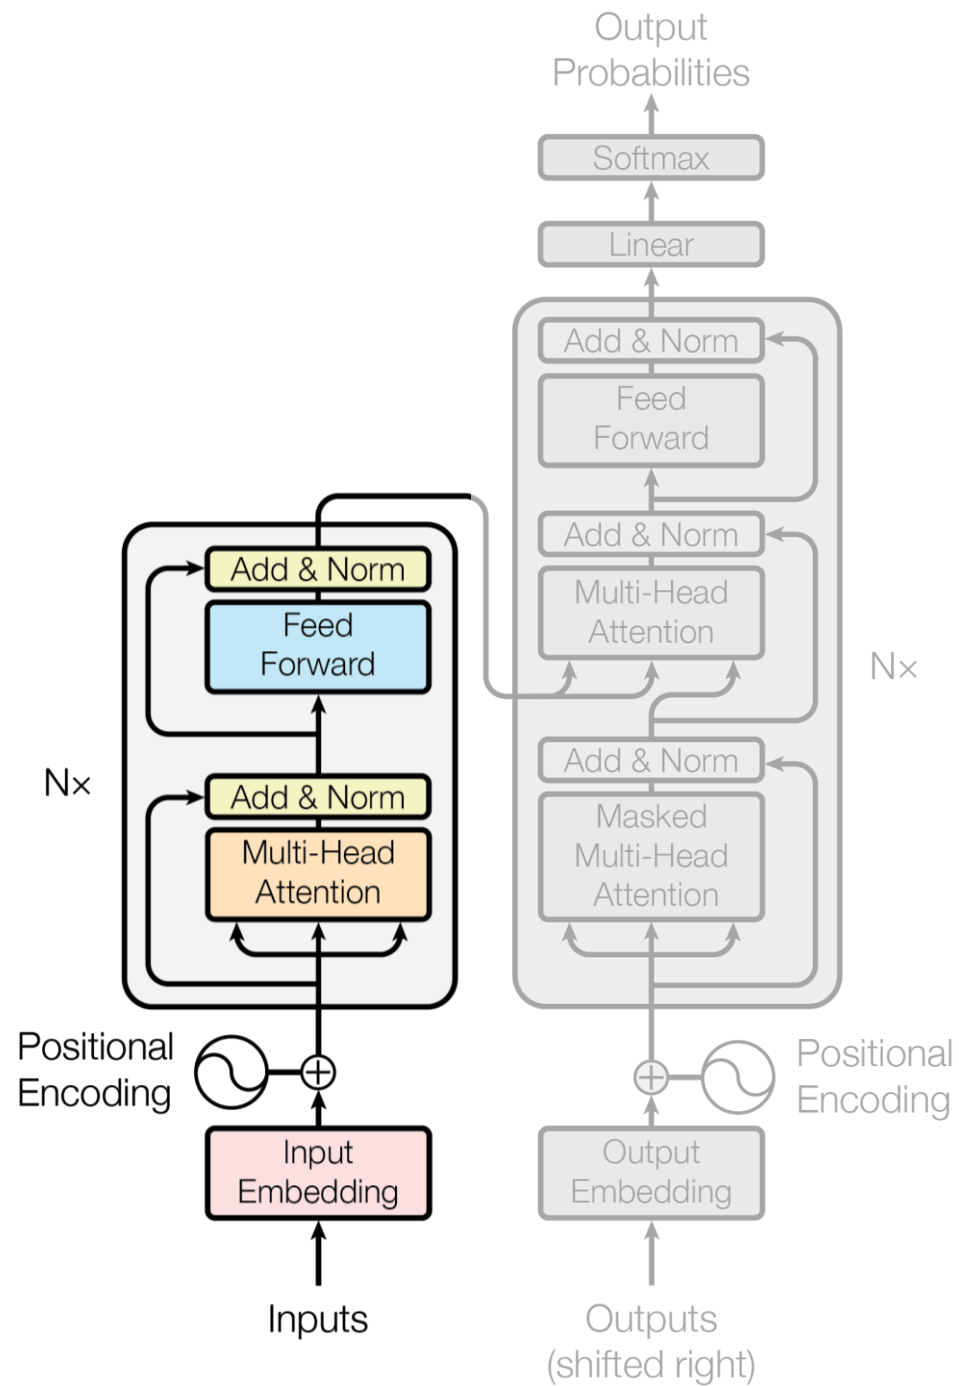 Output
Probabilities
Softmax
Linear
Add & Norm
Feed
Forward
Add & Norm
Multi-Head
Attention
Nx
Add & Norm
Masked
Multi-Head
Attention
Positional
Encoding
Output
Embedding
Outputs
(shifted right)
Add & Norm
Feed
Forward
Nx
Add & Norm
Multi-Head
Attention
Positional
Encoding
Input
Embedding
Inputs